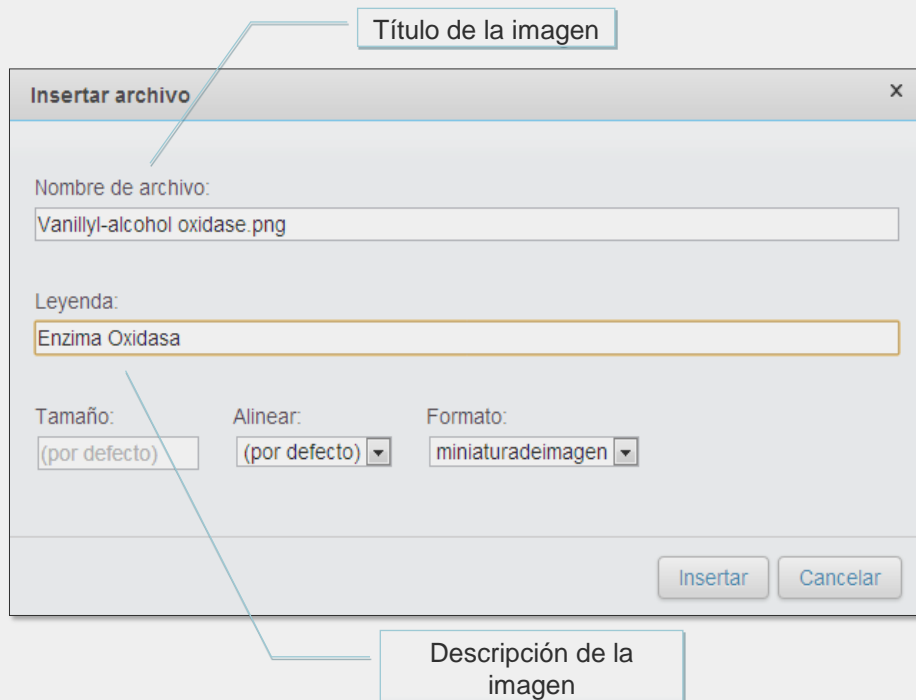 Título de la imagen
Insertar archivo x
Nombre de archivo:
Vanillyl-alcohol oxidase.png
Leyenda:
Enzima Oxidasa
Tamaño: Alinear: Formato:
(por defecto) (por defecto) miniaturadeimagen
Insertar Cancelar
Descripción de la
imagen